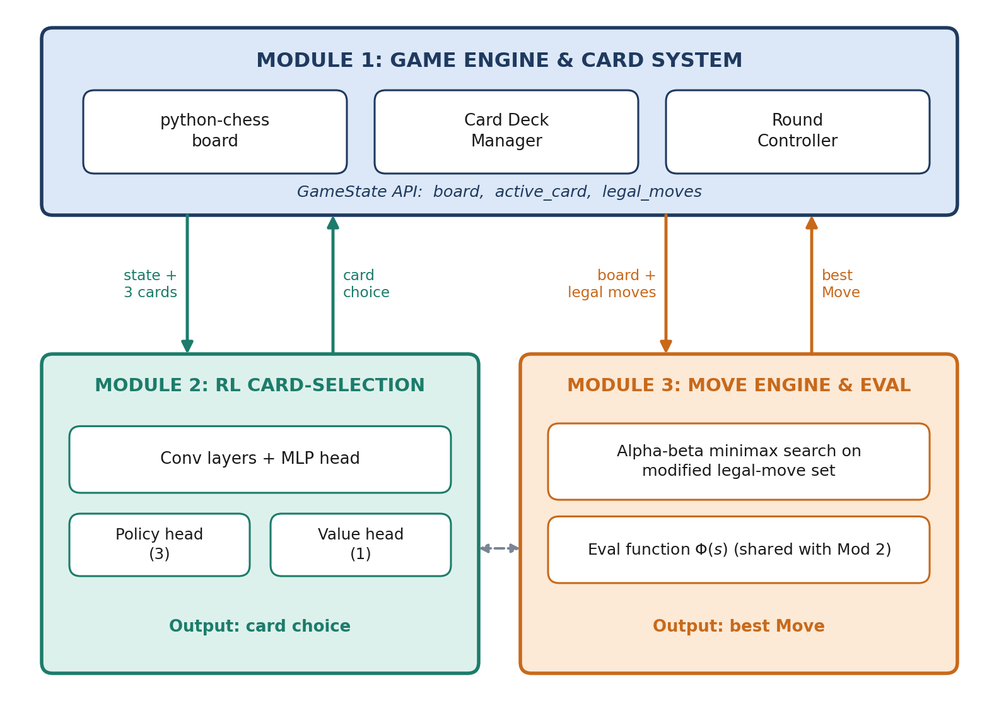 MODULE 1: GAME ENGINE & CARD SYSTEM
python-chess
board
Card Deck
Manager
Round
Controller
GameState API:  board,  active_card,  legal_moves
state +
3 cards
card
choice
board +
legal moves
best
Move
MODULE 2: RL CARD-SELECTION
Conv layers + MLP head
Policy head
(3)
Value head
(1)
Output: card choice
MODULE 3: MOVE ENGINE & EVAL
Alpha-beta minimax search on
modified legal-move set
Eval function Φ(s) (shared with Mod 2)
Output: best Move